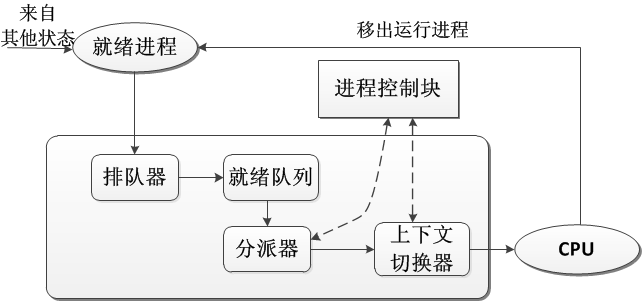 来自
其他状态
就绪进程
移出运行进程
进程控制块
排队器
就绪队列
分派器
上下文
切换器
CPU